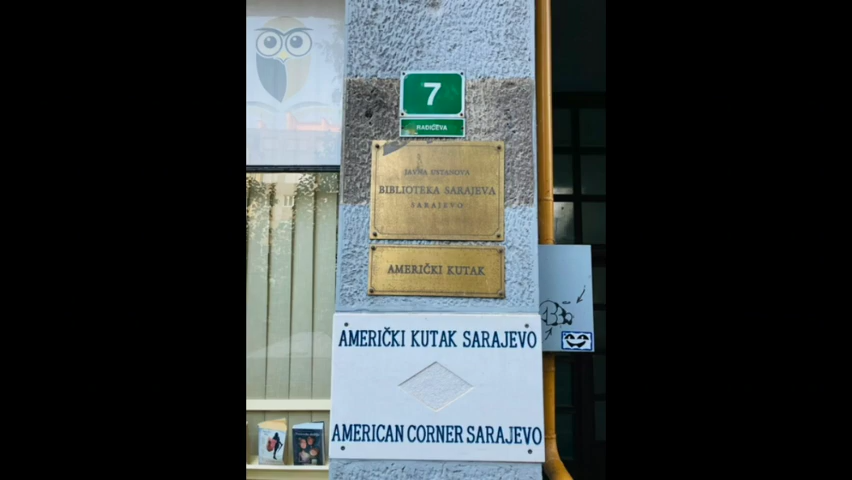 7
RADIĆEVA
JAVNA USTANOVA
BIBLIOTEKA SARAJEVA
SARAJEVO
AMERIČKI KUTAK
AMERIČKI KUTAK SARAJEVO
AMERICAN CORNER SARAJEVO